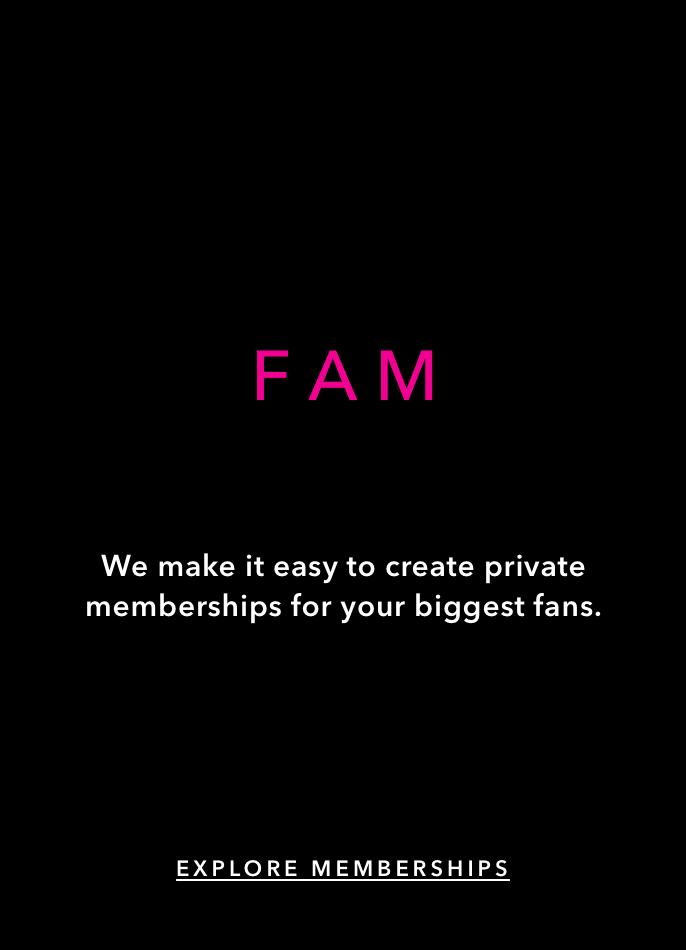 FAM
We make it easy to create private
memberships for your biggest fans.
EXPLORE MEMBERSHIPS